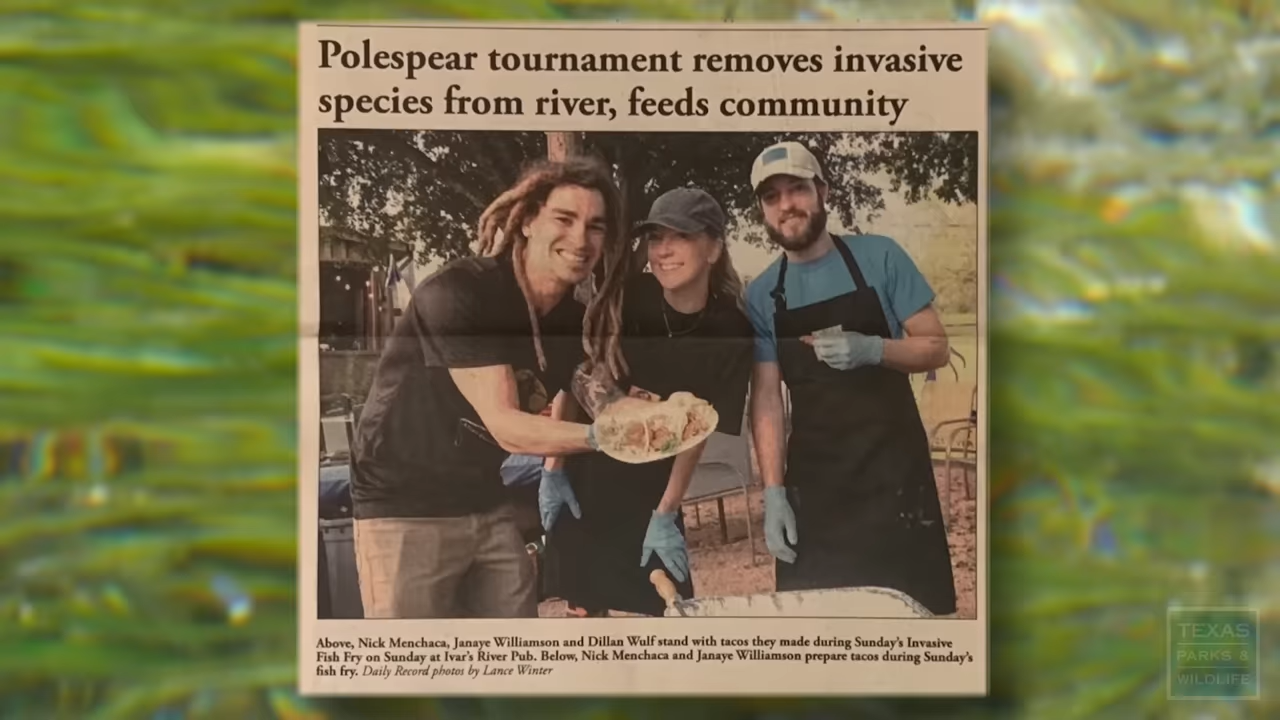 Polespear tournament removes invasive
species from river, feeds community
Above, Nick Menchaca, Janaye Williamson and Dillan Wulf stand with tacos they made during Sunday's Invasive
Fish Fry on Sunday at Ivar's River Pub. Below, Nick Menchaca and Janaye Williamson prepare tacos during Sunday's
fish fry. Daily Record photos by Lance Winter
TEXAS
PARKS &
WILDLIFE